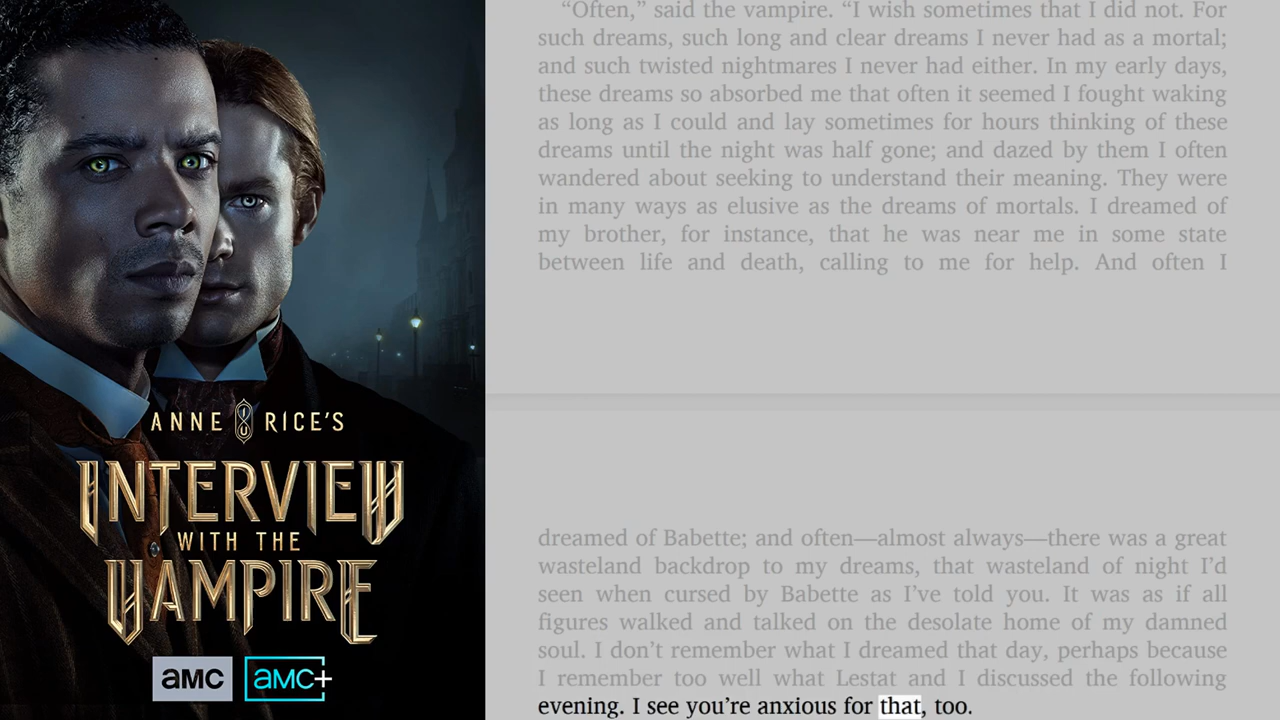 ANNE RICE'S
INTERVIEW
WITH THE
VAMPIRE
amc
amc+
“Often,” said the vampire. “I wish sometimes that I did not. For
such dreams, such long and clear dreams I never had as a mortal;
and such twisted nightmares I never had either. In my early days,
these dreams so absorbed me that often it seemed I fought waking
as long as I could and lay sometimes for hours thinking of these
dreams until the night was half gone; and dazed by them I often
wandered about seeking to understand their meaning. They were
in many ways as elusive as the dreams of mortals. I dreamed of
my brother, for instance, that he was near me in some state
between life and death, calling to me for help. And often I
dreamed of Babette; and often—almost always—there was a great
wasteland backdrop to my dreams, that wasteland of night I’d
seen when cursed by Babette as I’ve told you. It was as if all
figures walked and talked on the desolate home of my damned
soul. I don’t remember what I dreamed that day, perhaps because
I remember too well what Lestat and I discussed the following
evening. I see you’re anxious for that, too.